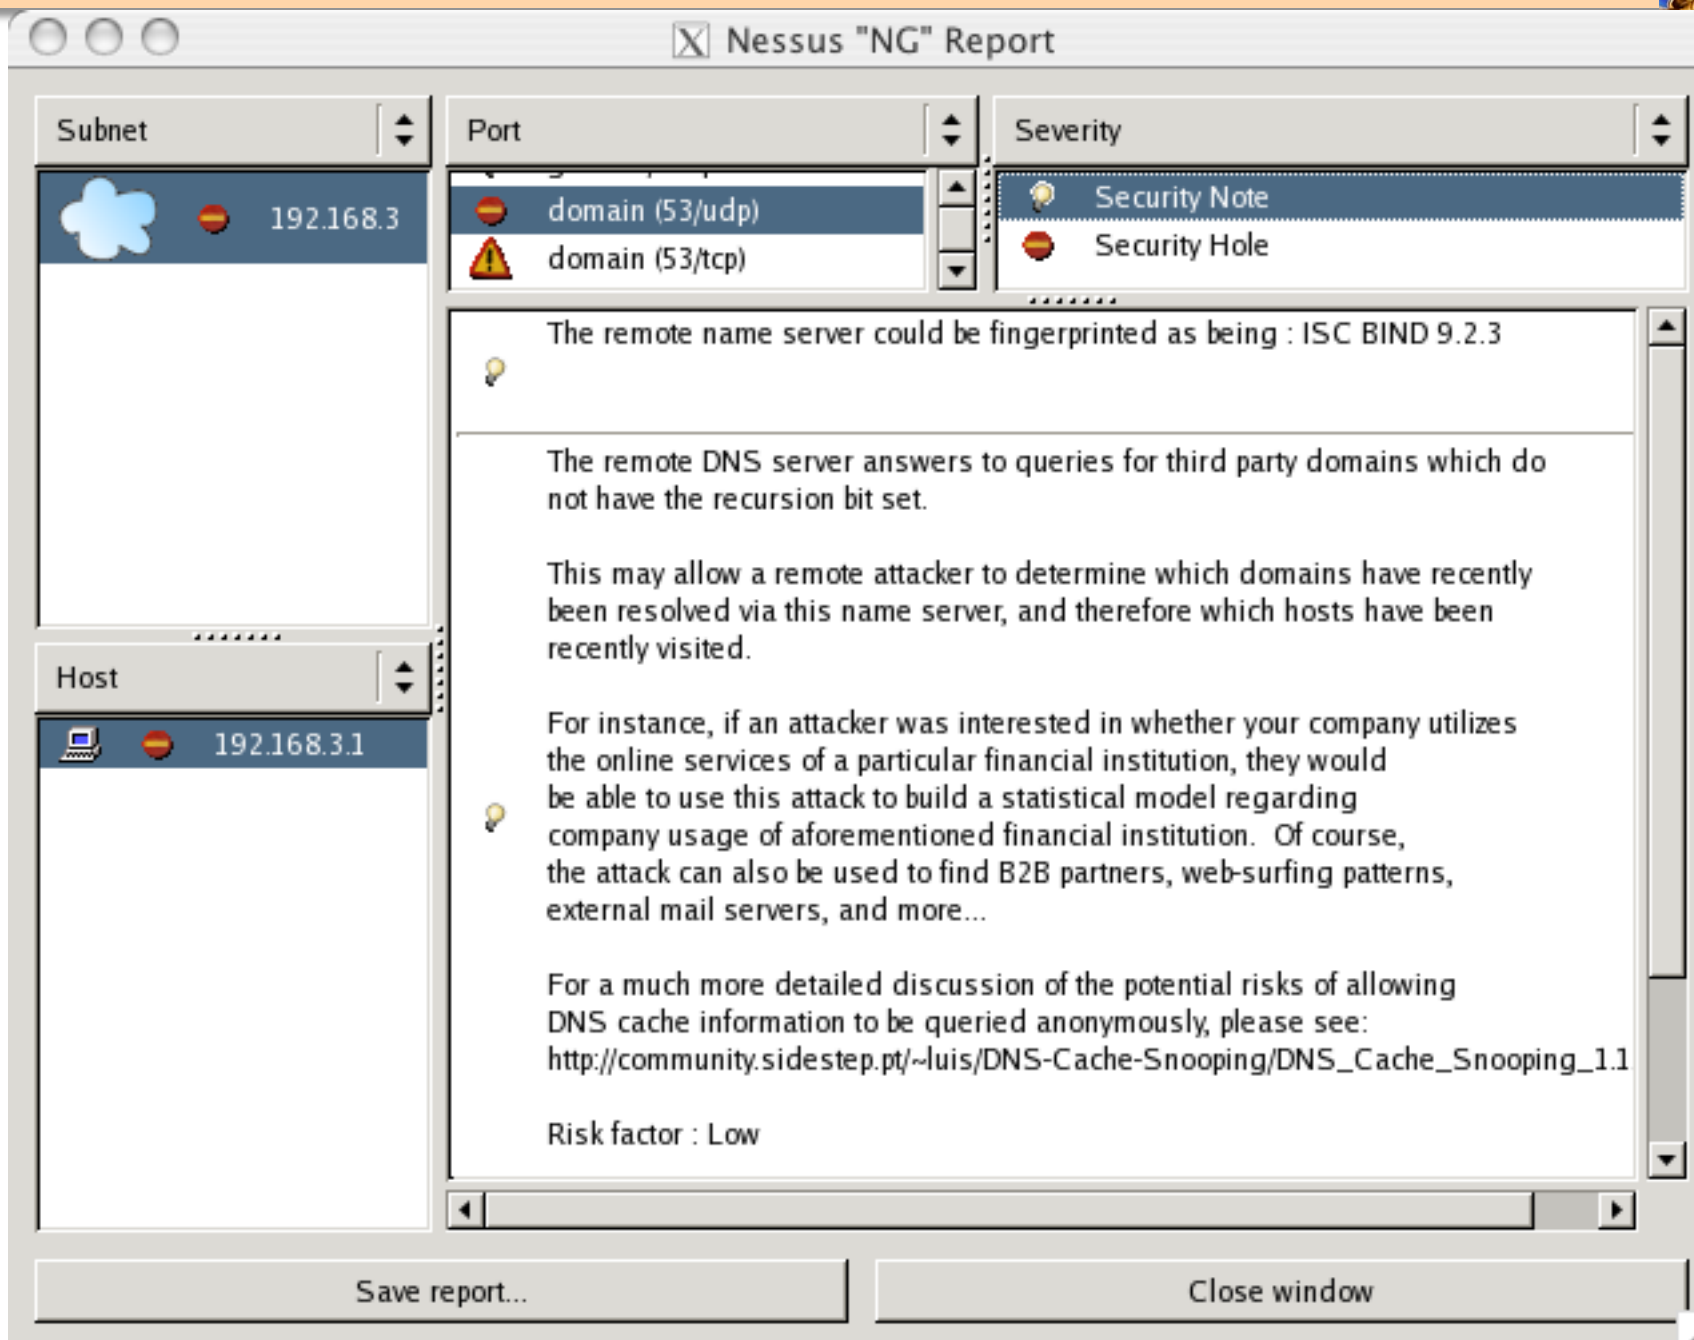 Nessus "NG" Report
Subnet
Port
Severity
192.168.3
domain (53/udp)
domain (53/tcp)
Security Note
Security Hole
The remote name server could be fingerprinted as being : ISC BIND 9.2.3
The remote DNS server answers to queries for third party domains which do
not have the recursion bit set.
This may allow a remote attacker to determine which domains have recently
been resolved via this name server, and therefore which hosts have been
recently visited.
For instance, if an attacker was interested in whether your company utilizes
the online services of a particular financial institution, they would
be able to use this attack to build a statistical model regarding
company usage of aforementioned financial institution.  Of course,
the attack can also be used to find B2B partners, web-surfing patterns,
external mail servers, and more...
For a much more detailed discussion of the potential risks of allowing
DNS cache information to be queried anonymously, please see:
http://community.sidestep.pt/~luis/DNS-Cache-Snooping/DNS_Cache_Snooping_1.1
Risk factor : Low
Host
192.168.3.1
Save report...
Close window